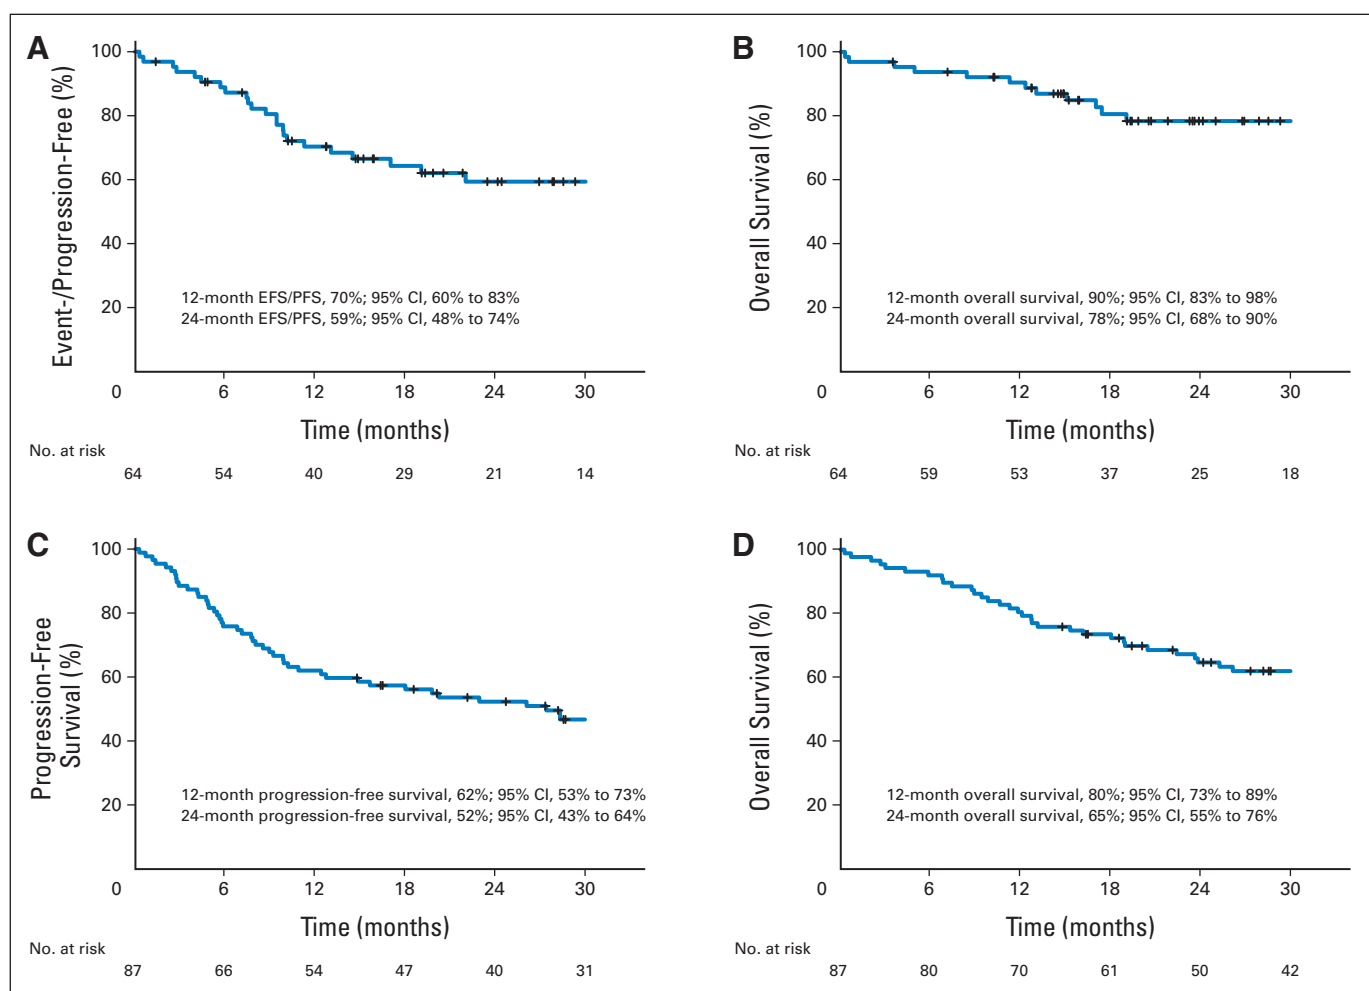 A
Event-/Progression-Free (%)
100
80
60
40
20
0
12-month EFS/PFS, 70%; 95% CI, 60% to 83%
24-month EFS/PFS, 59%; 95% CI, 48% to 74%
6 12 18 24 30
Time (months)
No. at risk
64 54 40 29 21 14
B
Overall Survival (%)
100
80
60
40
20
0
12-month overall survival, 90%; 95% CI, 83% to 98%
24-month overall survival, 78%; 95% CI, 68% to 90%
6 12 18 24 30
Time (months)
No. at risk
64 59 53 37 25 18
C
Progression-Free
Survival (%)
100
80
60
40
20
0
12-month progression-free survival, 62%; 95% CI, 53% to 73%
24-month progression-free survival, 52%; 95% CI, 43% to 64%
6 12 18 24 30
Time (months)
No. at risk
87 66 54 47 40 31
D
Overall Survival (%)
100
80
60
40
20
0
12-month overall survival, 80%; 95% CI, 73% to 89%
24-month overall survival, 65%; 95% CI, 55% to 76%
6 12 18 24 30
Time (months)
No. at risk
87 80 70 61 50 42